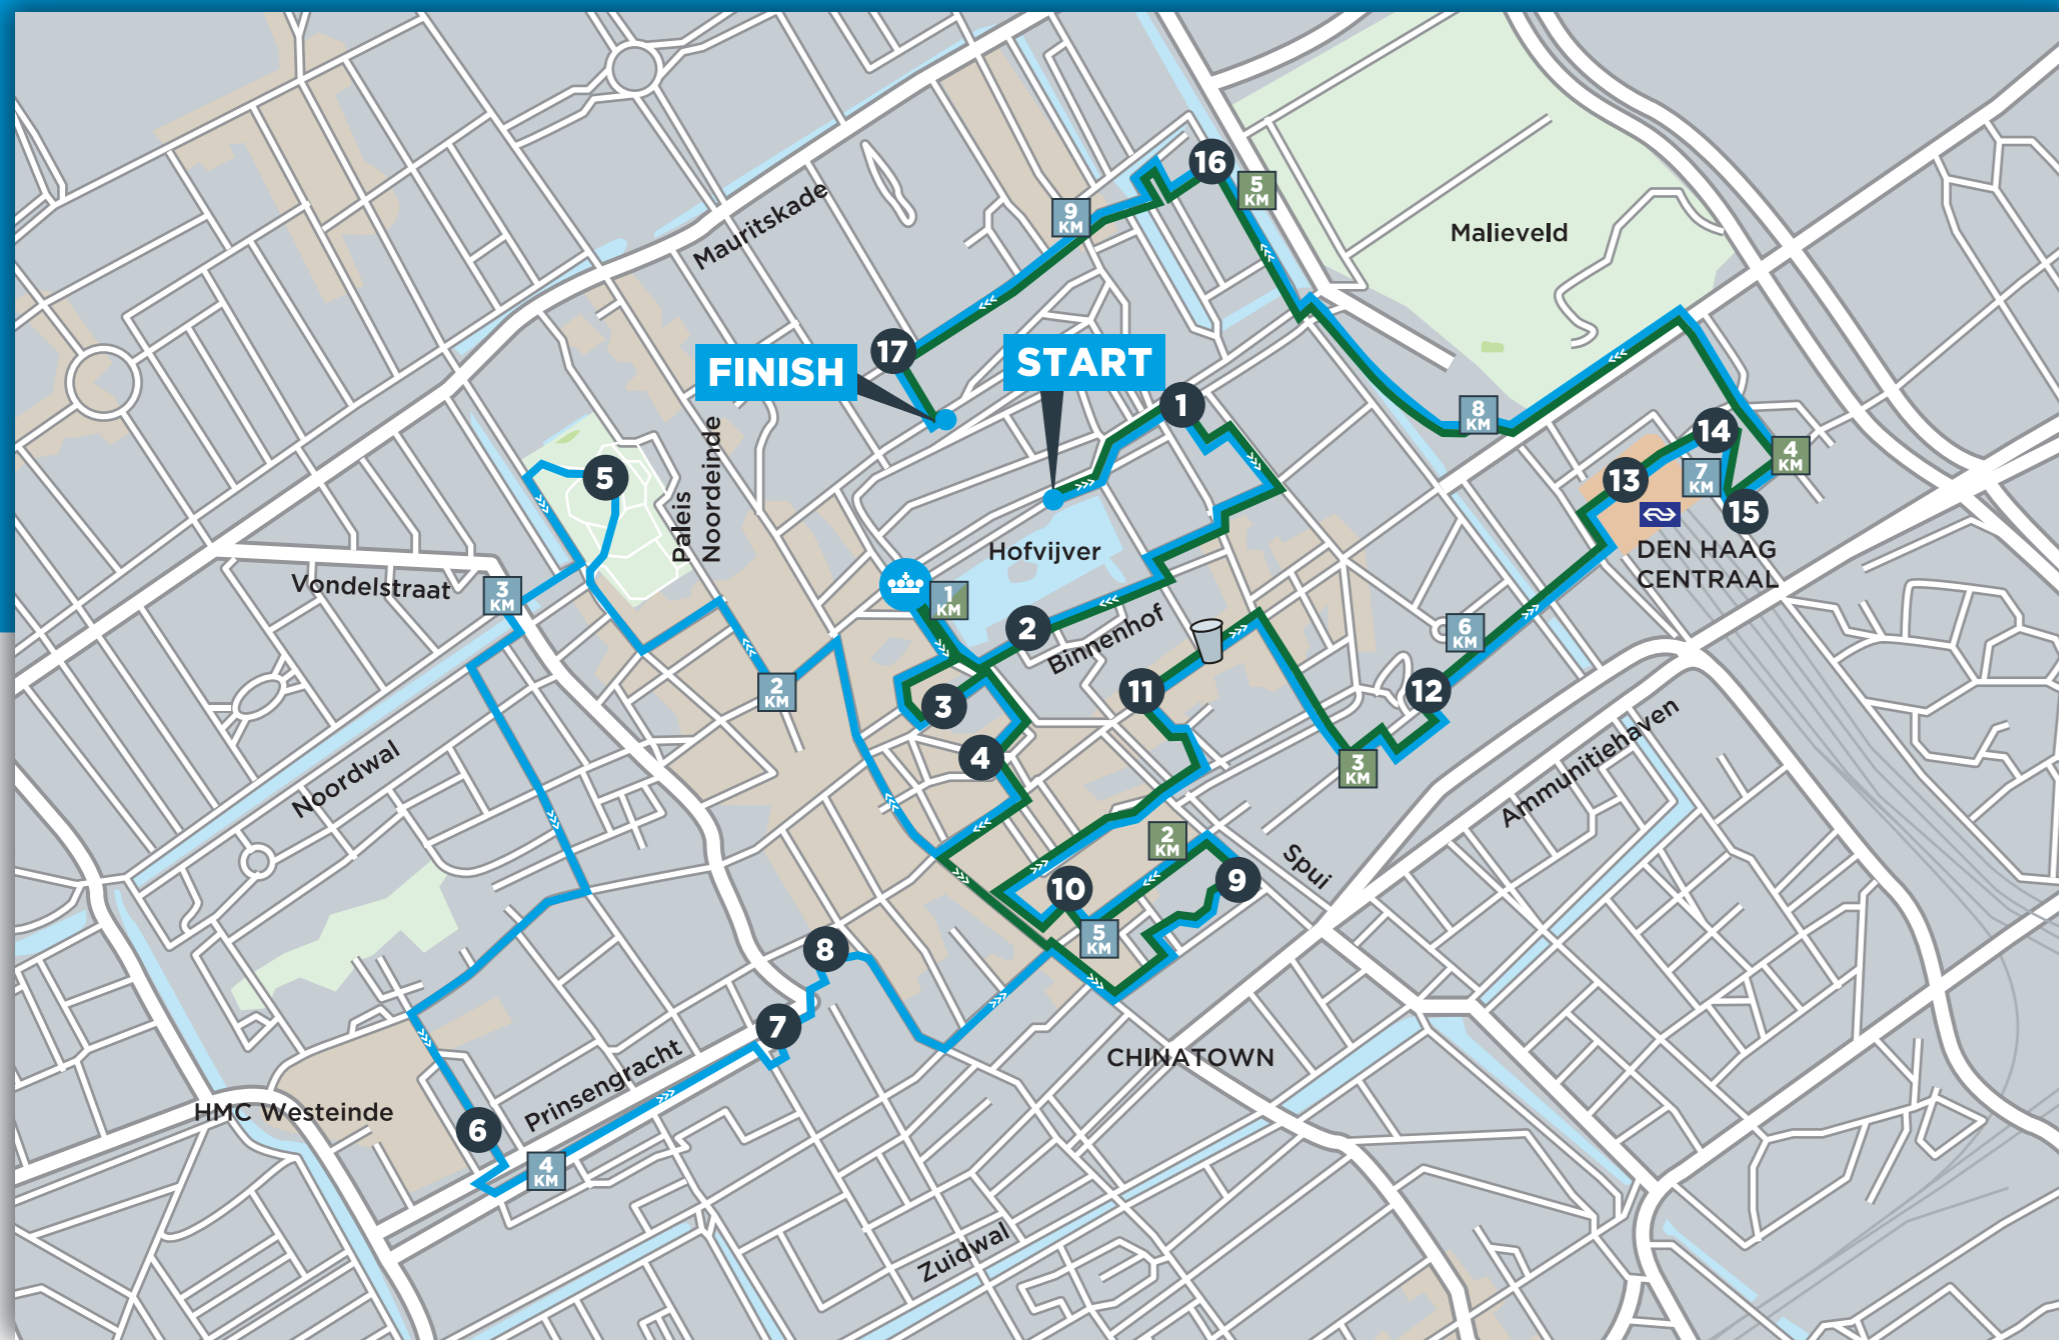 16
5
KM
9
KM
Mauritskade
Malieveld
17
START
FINISH
1
8
KM
14
4
KM
13
7
KM
15
5
Paleis
Noordeinde
DEN HAAG
CENTRAAL
Hofvijver
Vondelstraat
3
KM
1
KM
2
Binnenhof
6
KM
2
KM
3
11
12
4
3
KM
Noordwal
Ammunitiehaven
2
KM
Spui
10
9
5
KM
8
7
Prinsengracht
CHINATOWN
HMC Westeinde
6
4
KM
Zuidwal